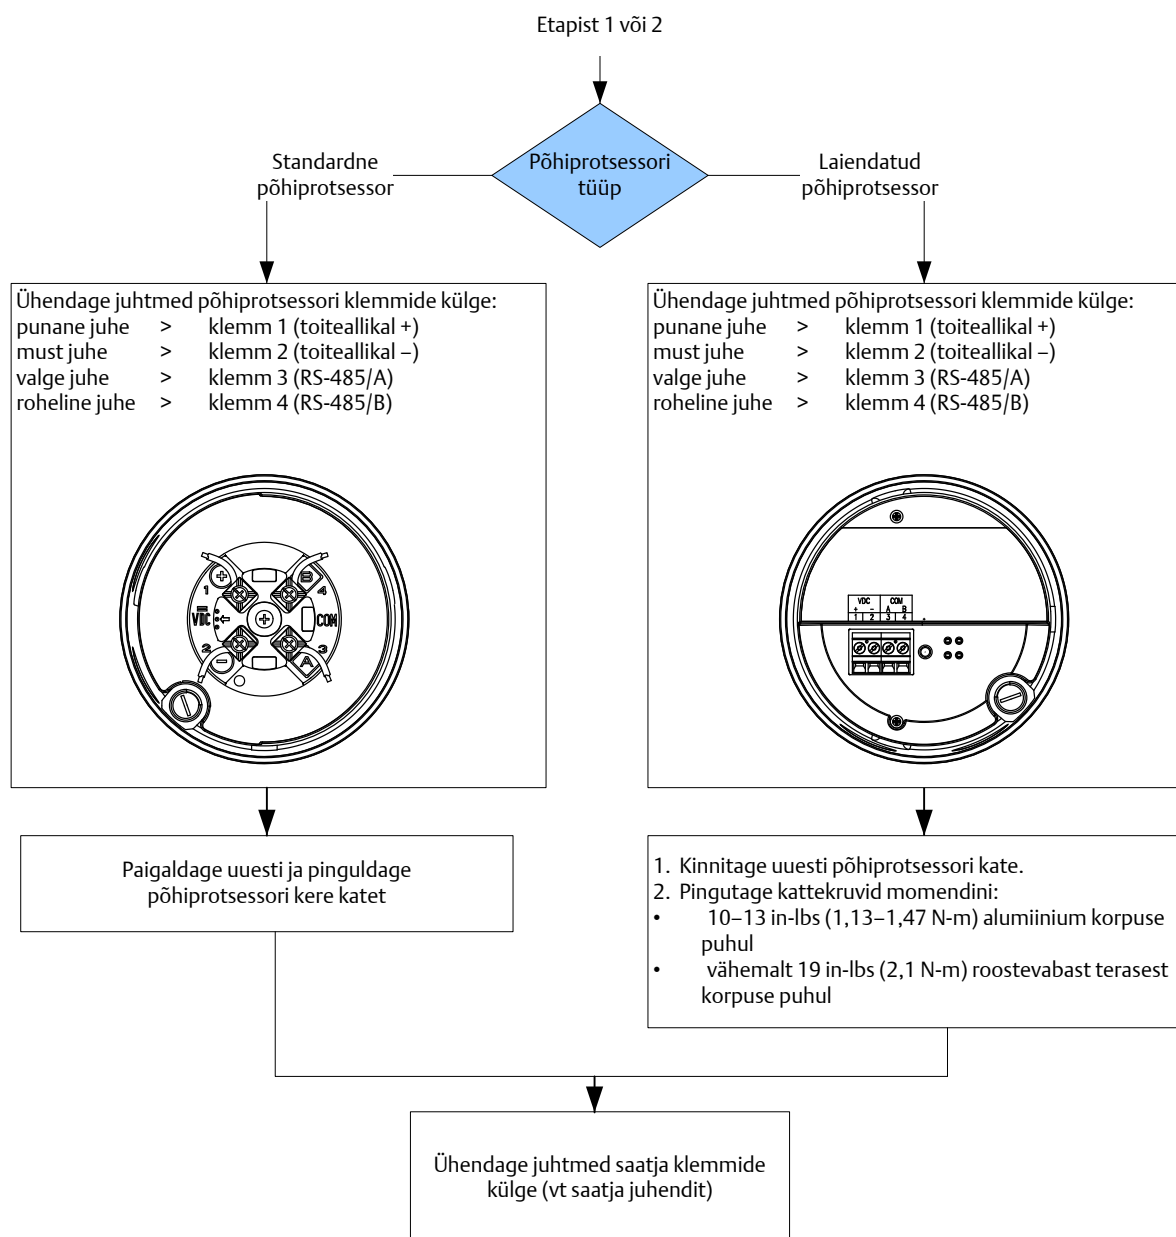 Etapist 1 või 2
Põhiprotsessori
tüüp
Standardne
põhiprotsessor
Laiendatud
põhiprotsessor
Ühendage juhtmed põhiprotsessori klemmide külge:
punane juhe > klemm 1 (toiteallikal +)
must juhe > klemm 2 (toiteallikal –)
valge juhe > klemm 3 (RS-485/A)
roheline juhe > klemm 4 (RS-485/B)
1 + B 4
VDC COM
2 – A 3
Ühendage juhtmed põhiprotsessori klemmide külge:
punane juhe > klemm 1 (toiteallikal +)
must juhe > klemm 2 (toiteallikal –)
valge juhe > klemm 3 (RS-485/A)
roheline juhe > klemm 4 (RS-485/B)
VDC COM
+ – A B
1 2 3 4
Paigaldage uuesti ja pinguldage
põhiprotsessori kere katet
1. Kinnitage uuesti põhiprotsessori kate.
2. Pingutage kattekruvid momendini:
• 10–13 in-lbs (1,13–1,47 N-m) alumiinium korpuse
puhul
• vähemalt 19 in-lbs (2,1 N-m) roostevabast terasest
korpuse puhul
Ühendage juhtmed saatja klemmide
külge (vt saatja juhendit)